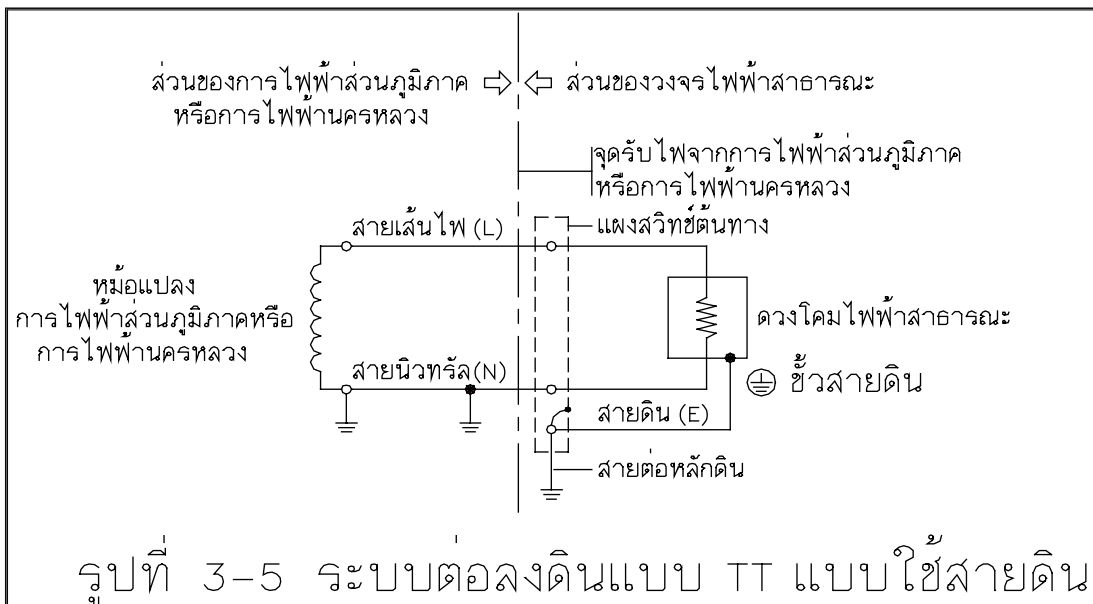 ส่วนของการไฟฟ้าส่วนภูมิภาค
หรือการไฟฟ้านครหลวง
ส่วนของวงจรไฟฟ้าสาธารณะ
จุดรับไฟจากการไฟฟ้าส่วนภูมิภาค
หรือการไฟฟ้านครหลวง
แผงสวิทช์ต้นทาง
สายเส้นไฟ (L)
หม้อแปลง
การไฟฟ้าส่วนภูมิภาคหรือ
การไฟฟ้านครหลวง
ดวงโคมไฟฟ้าสาธารณะ
สายนิวทรัล(N)
ขั้วสายดิน
สายดิน (E)
สายต่อหลักดิน
รูปที่ 3-5 ระบบต่อลงดินแบบ TT แบบใช้สายดิน